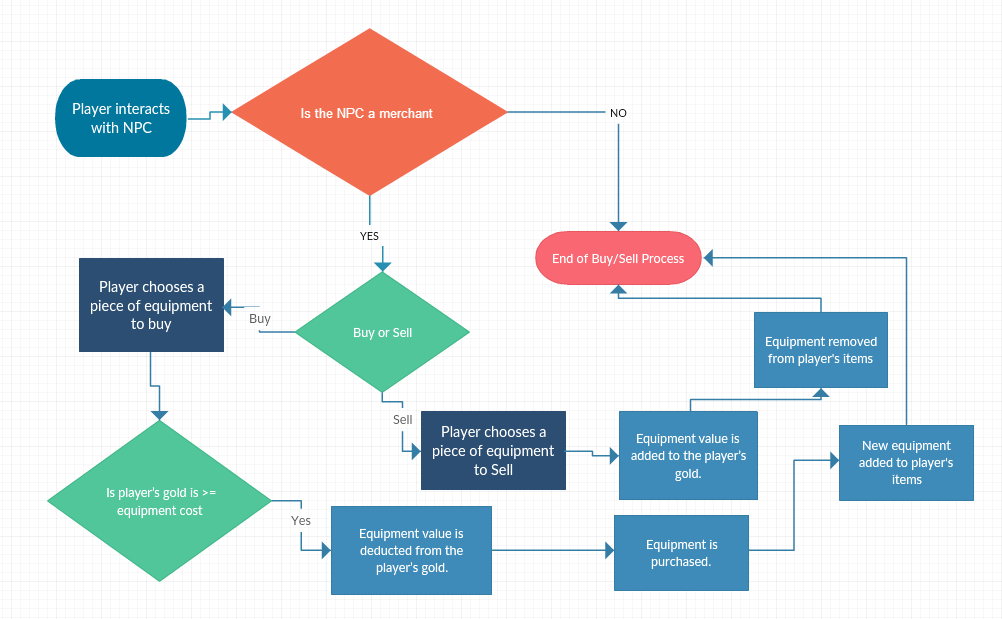 Player interacts
with NPC
Is the NPC a merchant
NO
YES
End of Buy/Sell Process
Player chooses a
piece of equipment
to buy
Buy
Buy or Sell
Equipment removed
from player's items
Sell
Player chooses a
piece of equipment
to Sell
Equipment value is
added to the player's
gold.
New equipment
added to player's
items
Is player's gold is >=
equipment cost
Yes
Equipment value is
deducted from the
player's gold.
Equipment is
purchased.